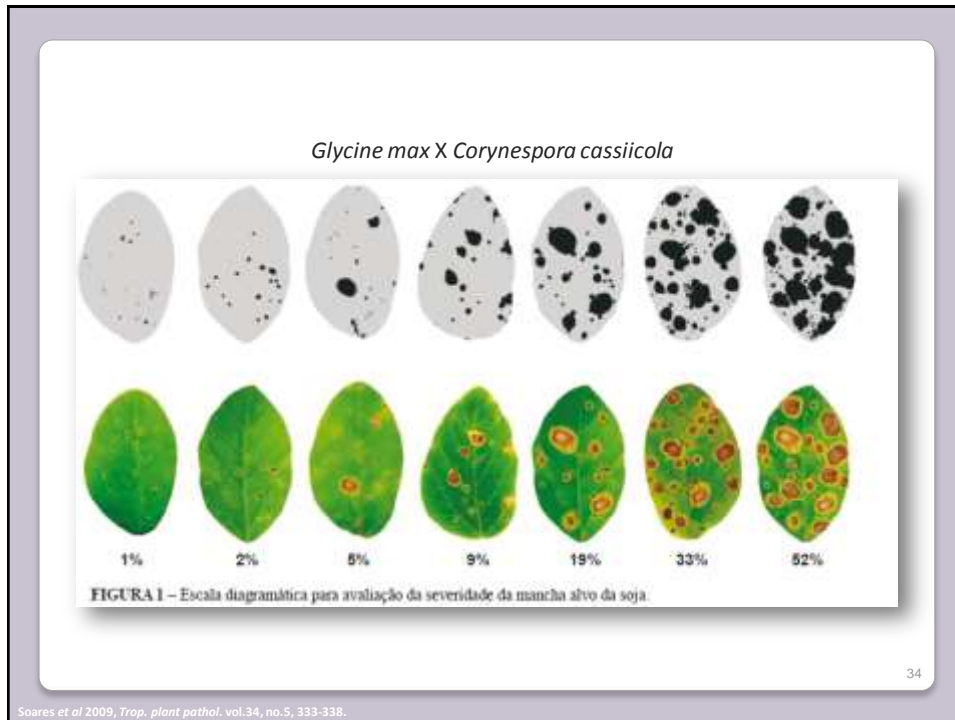 Glycine max X Corynespora cassiicola
1% 2% 5% 9% 19% 33% 52%
FIGURA 1 – Escala diagramática para avaliação da severidade da mancha alvo da soja.
34
Soares et al 2009, Trop. plant pathol. vol.34, no.5, 333-338.